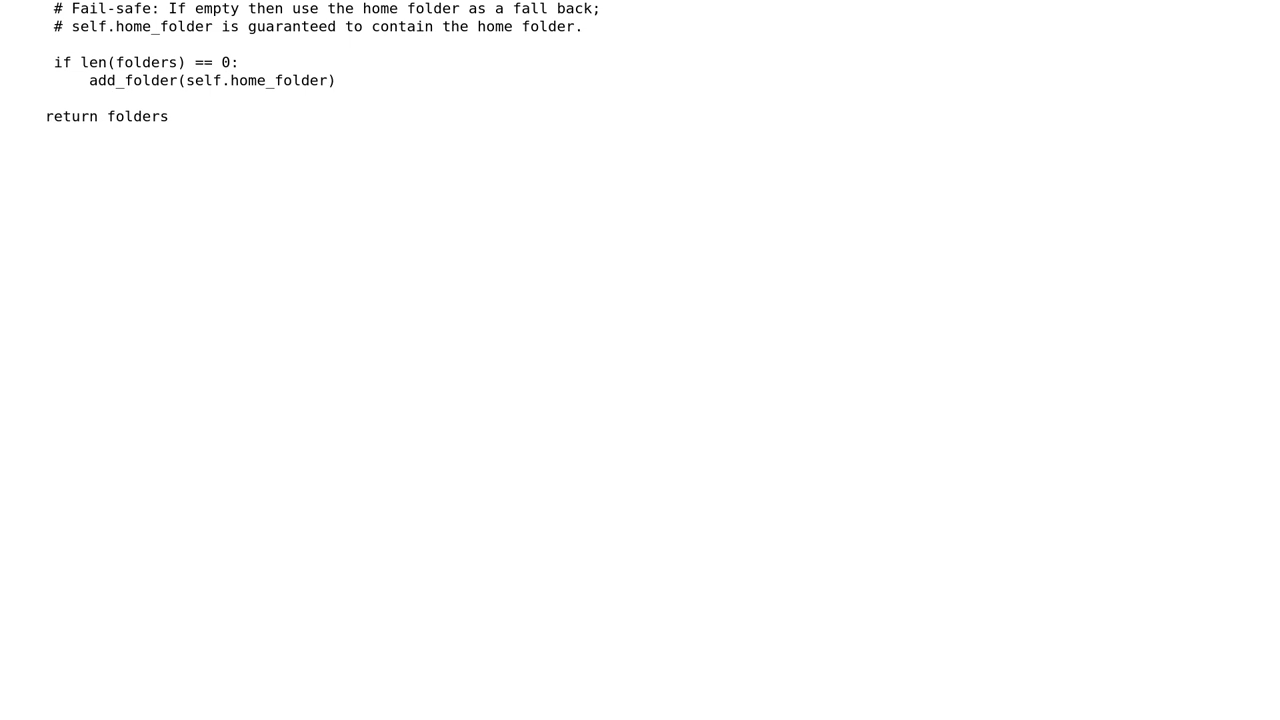 # Fail-safe: If empty then use the home folder as a fall back;
# self.home_folder is guaranteed to contain the home folder.
if len(folders) == 0:
add_folder(self.home_folder)
return folders